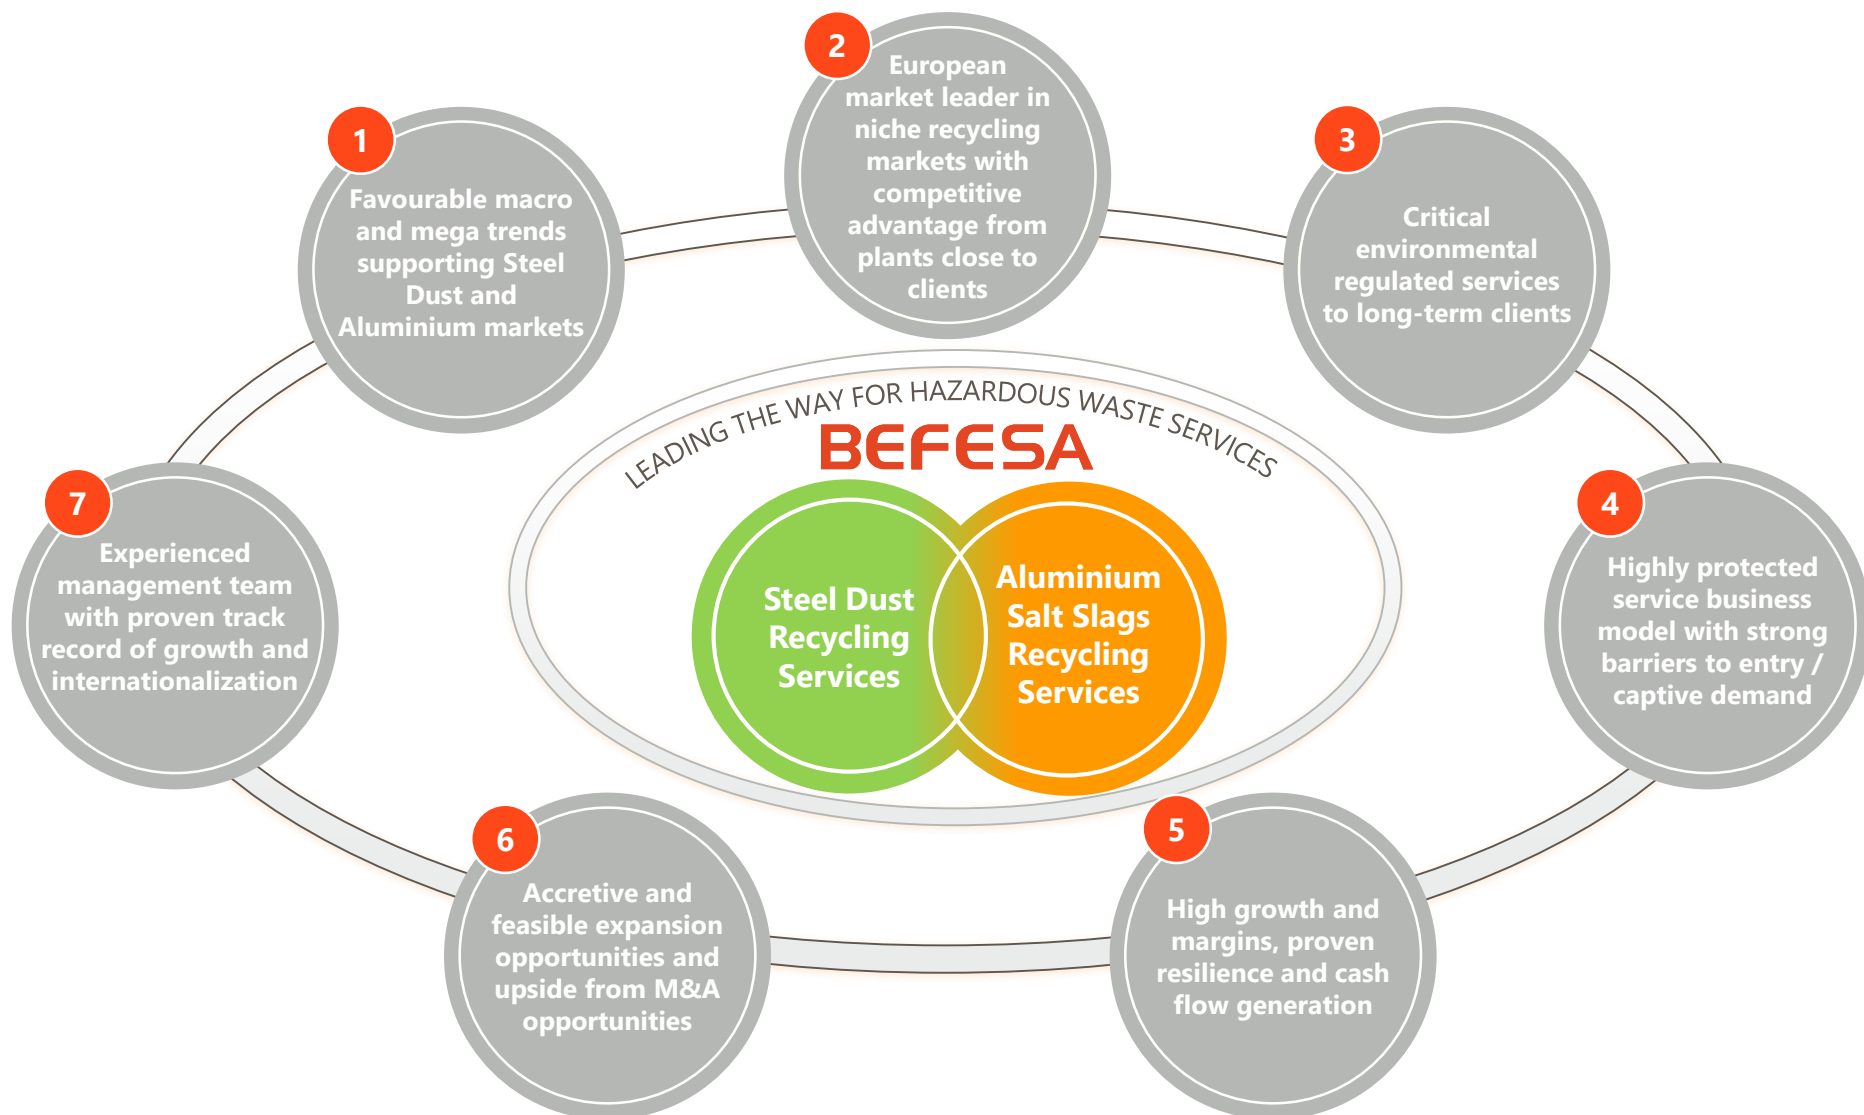 1
Favourable macro
and mega trends
supporting Steel
Dust and
Aluminium markets
2
European
market leader in
niche recycling
markets with
competitive
advantage from
plants close to
clients
3
Critical
environmental
regulated services
to long-term clients
4
Highly protected
service business
model with strong
barriers to entry /
captive demand
5
High growth and
margins, proven
resilience and cash
flow generation
6
Accretive and
feasible expansion
opportunities and
upside from M&A
opportunities
7
Experienced
management team
with proven track
record of growth and
internationalization
LEADING THE WAY FOR HAZARDOUS WASTE SERVICES
BEFESA
Steel Dust
Recycling
Services
Aluminium
Salt Slags
Recycling
Services